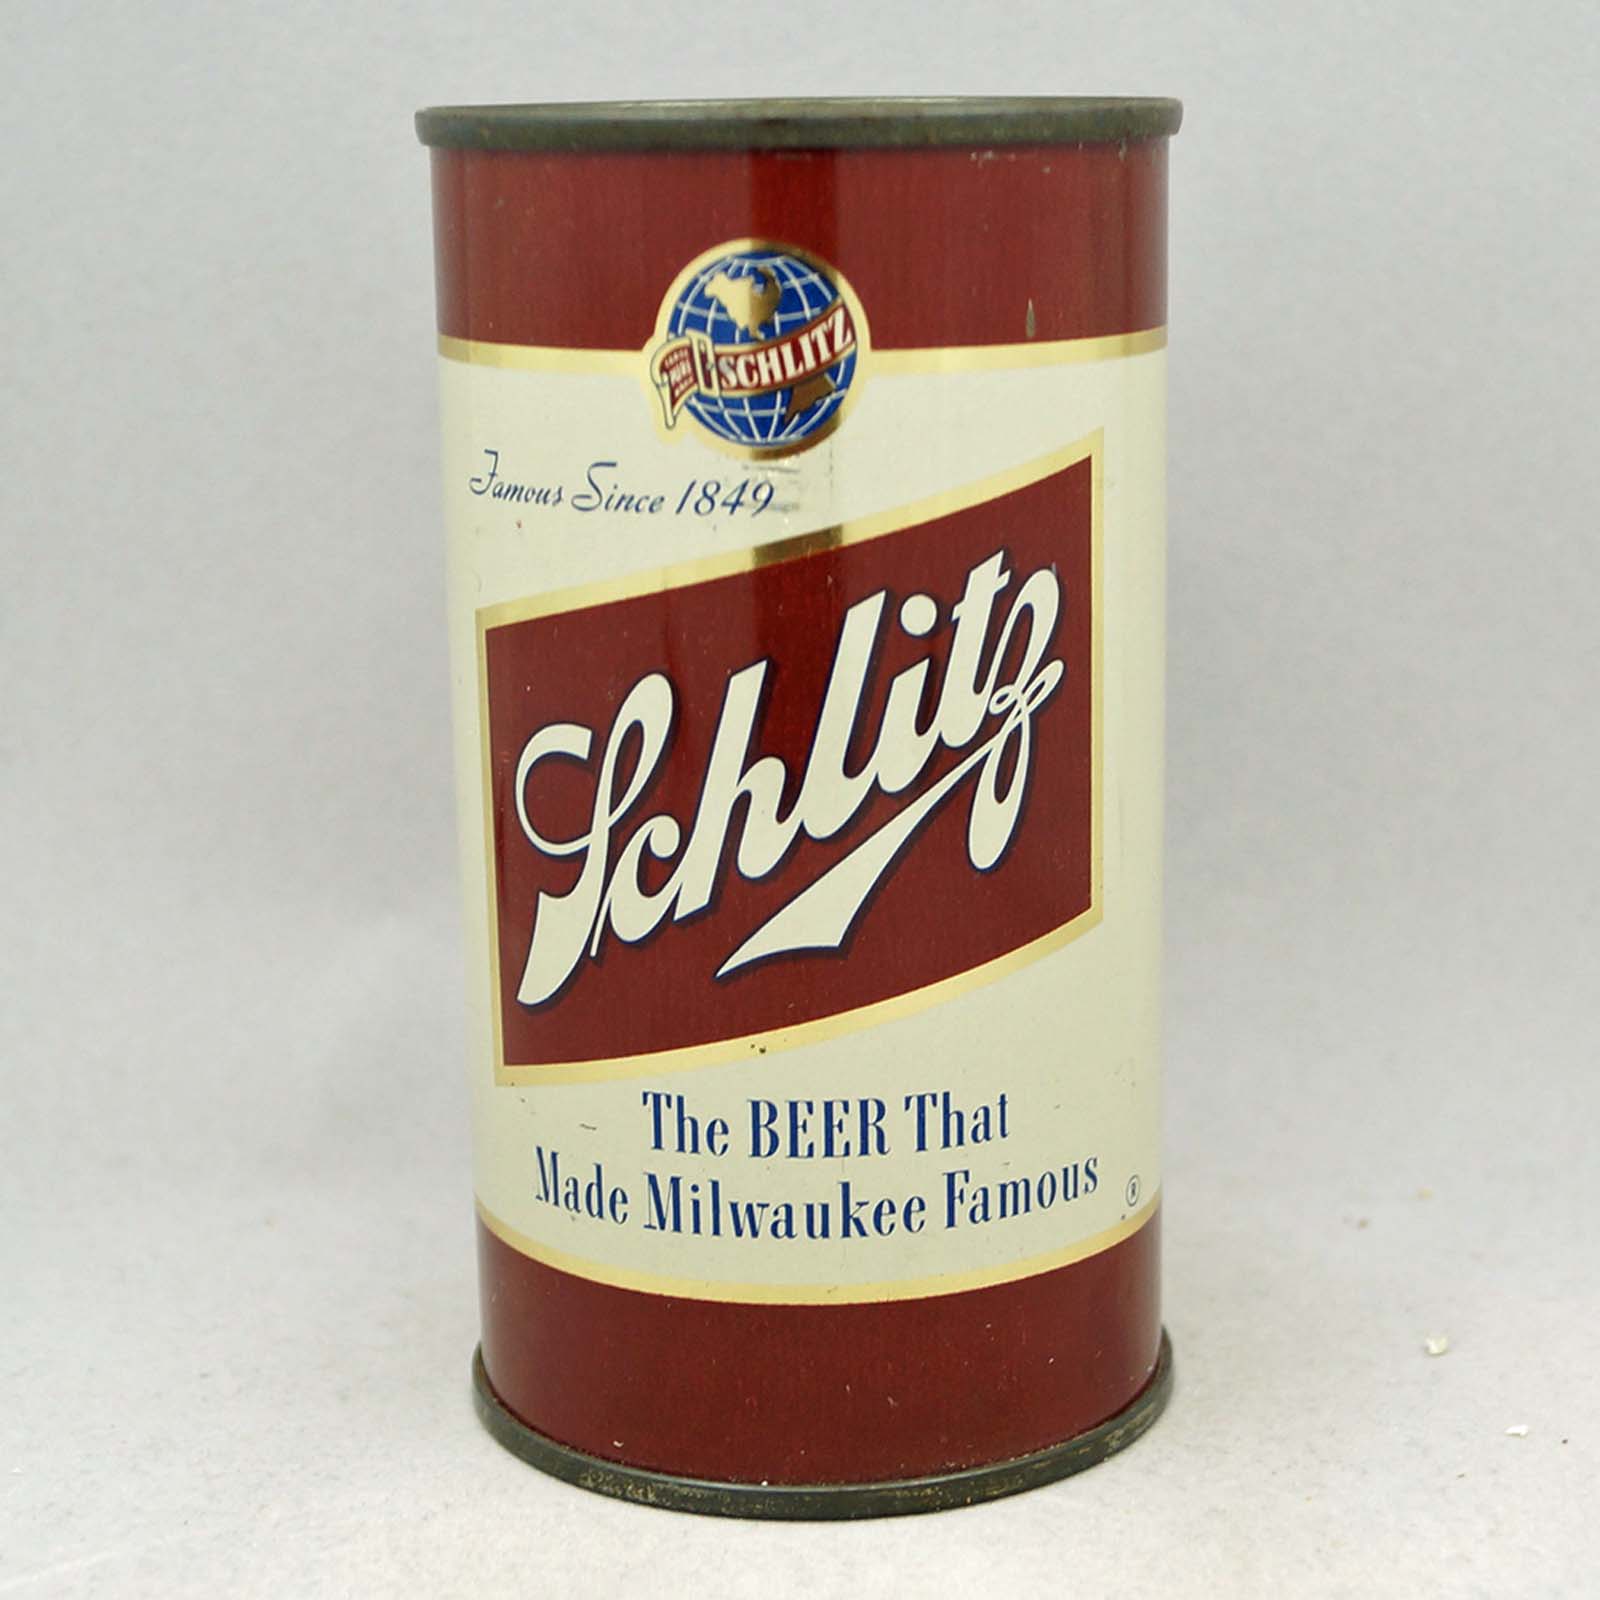 SCHLITZ
Famous Since 1849
Schlitz
The BEER That
Made Milwaukee Famous ®